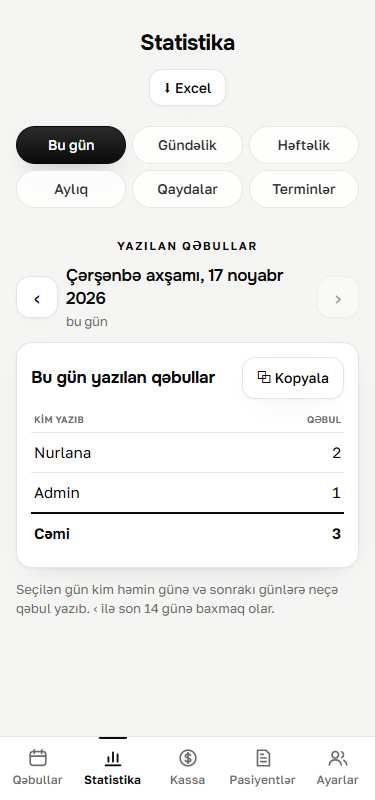 Statistika
⭳ Excel
Bu gün
Gündəlik
Həftəlik
Aylıq
Qaydalar
Terminlər
YAZILAN QƏBULLAR
‹
Çərşənbə axşamı, 17 noyabr
2026
bu gün
›
Bu gün yazılan qəbullar
Kopyala
KİM YAZIB
QƏBUL
Nurlana 2
Admin 1
Cəmi 3
Seçilən gün kim həmin günə və sonrakı günlərə neçə
qəbul yazıb. ‹ ilə son 14 günə baxmaq olar.
Qəbullar
Statistika
Kassa
Pasiyentlər
Ayarlar